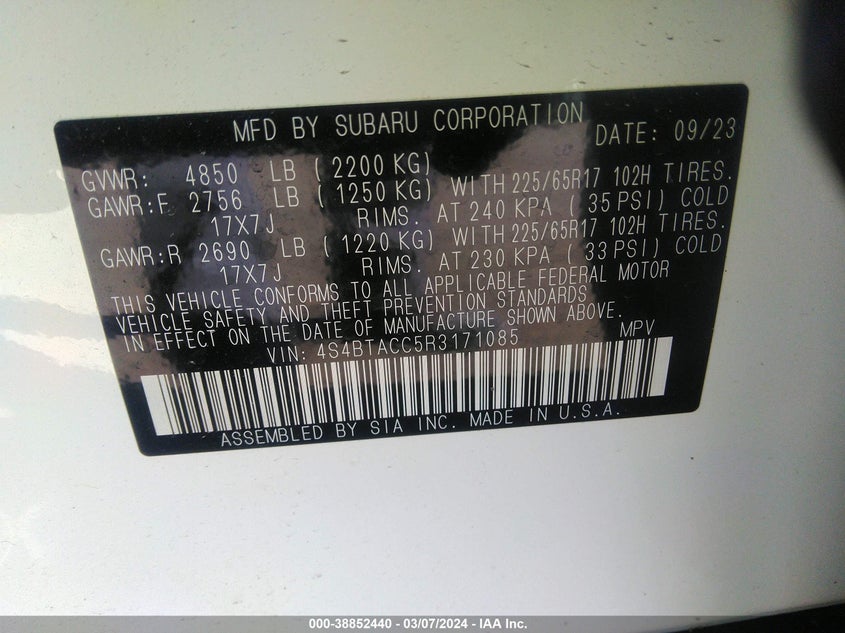 MFD BY SUBARU CORPORATION DATE: 09/23
GVWR: 4850 LB ( 2200 KG)
GAWR:F 2756 LB ( 1250 KG) WITH 225/65R17 102H TIRES.
17X7J RIMS. AT 240 KPA ( 35 PSI) COLD
GAWR:R 2690 LB ( 1220 KG) WITH 225/65R17 102H TIRES.
17X7J RIMS. AT 230 KPA ( 33 PSI) COLD
THIS VEHICLE CONFORMS TO ALL APPLICABLE FEDERAL MOTOR
VEHICLE SAFETY AND THEFT PREVENTION STANDARDS
IN EFFECT ON THE DATE OF MANUFACTURE SHOWN ABOVE.
VIN: 4S4BTACC5R3171085 MPV
ASSEMBLED BY SIA INC. MADE IN U.S.A.
000-38852440 - 03/07/2024 - IAA Inc.